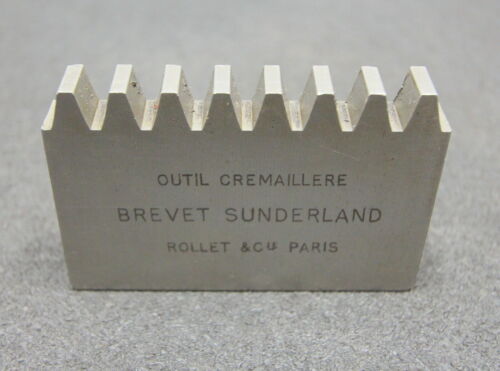 OUTIL CREMAILLERE
BREVET SUNDERLAND
ROLLET & CIE PARIS